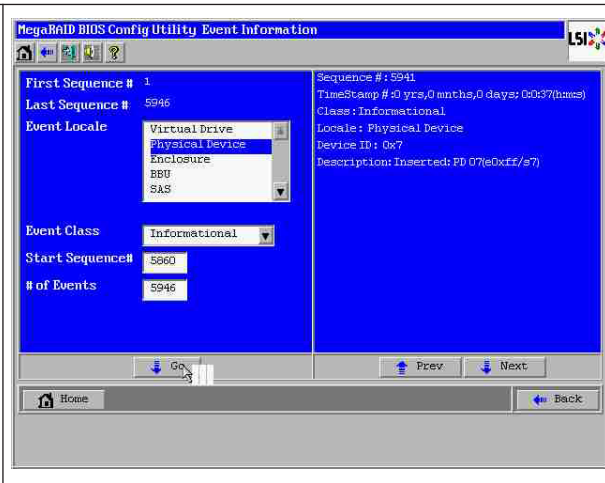 MegaRAID BIOS Config Utility Event Information
LSI
First Sequence # 1
Last Sequence # 5946
Event Locale
Virtual Drive
Physical Device
Enclosure
BBU
SAS
Event Class Informational
Start Sequence# 5860
# of Events 5946
Go
Sequence #: 5941
TimeStamp #:0 yrs,0 mnths,0 days; 0:0:37(h:m:s)
Class: Informational
Locale: Physical Device
Device ID: 0x7
Description: Inserted: PD 07(e0xff/s7)
Prev Next
Home
Back